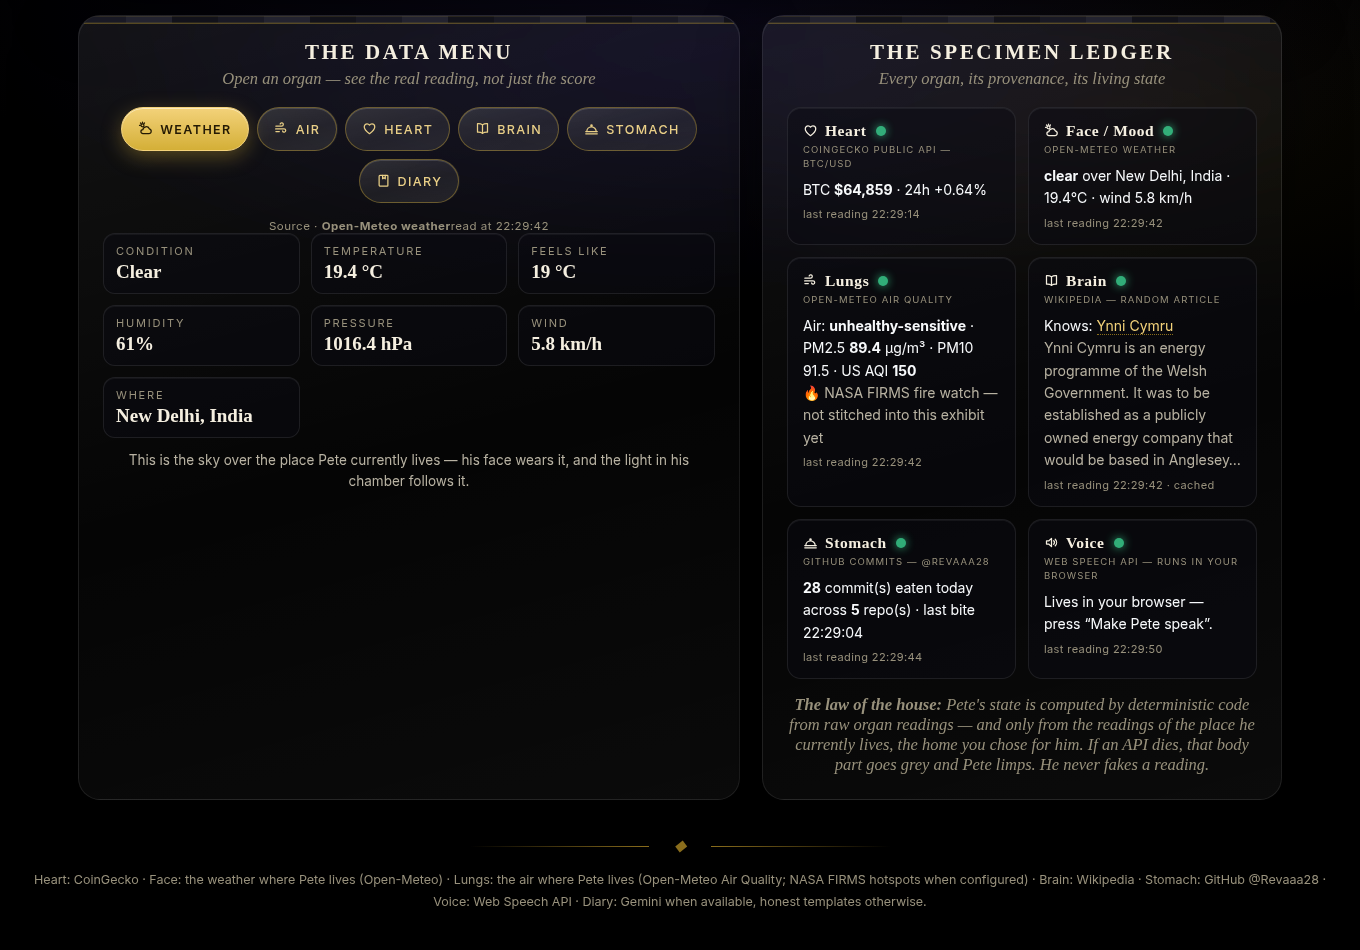 THE DATA MENU
Open an organ — see the real reading, not just the score
WEATHER
AIR
HEART
BRAIN
STOMACH
DIARY
Source · Open-Meteo weatherread at 22:29:42
CONDITION
Clear
TEMPERATURE
19.4 °C
FEELS LIKE
19 °C
HUMIDITY
61%
PRESSURE
1016.4 hPa
WIND
5.8 km/h
WHERE
New Delhi, India
This is the sky over the place Pete currently lives — his face wears it, and the light in his
chamber follows it.
THE SPECIMEN LEDGER
Every organ, its provenance, its living state
Heart
COINGECKO PUBLIC API —
BTC/USD
BTC $64,859 · 24h +0.64%
last reading 22:29:14
Face / Mood
OPEN-METEO WEATHER
clear over New Delhi, India ·
19.4°C · wind 5.8 km/h
last reading 22:29:42
Lungs
OPEN-METEO AIR QUALITY
Air: unhealthy-sensitive ·
PM2.5 89.4 µg/m³ · PM10
91.5 · US AQI 150
🔥 NASA FIRMS fire watch —
not stitched into this exhibit
yet
last reading 22:29:42
Brain
WIKIPEDIA — RANDOM ARTICLE
Knows: Ynni Cymru
Ynni Cymru is an energy
programme of the Welsh
Government. It was to be
established as a publicly
owned energy company that
would be based in Anglesey...
last reading 22:29:42 · cached
Stomach
GITHUB COMMITS — @REVAAA28
28 commit(s) eaten today
across 5 repo(s) · last bite
22:29:04
last reading 22:29:44
Voice
WEB SPEECH API — RUNS IN YOUR
BROWSER
Lives in your browser —
press “Make Pete speak”.
last reading 22:29:50
The law of the house: Pete's state is computed by deterministic code
from raw organ readings — and only from the readings of the place he
currently lives, the home you chose for him. If an API dies, that body
part goes grey and Pete limps. He never fakes a reading.
Heart: CoinGecko · Face: the weather where Pete lives (Open-Meteo) · Lungs: the air where Pete lives (Open-Meteo Air Quality; NASA FIRMS hotspots when configured) · Brain: Wikipedia · Stomach: GitHub @Revaaa28 ·
Voice: Web Speech API · Diary: Gemini when available, honest templates otherwise.